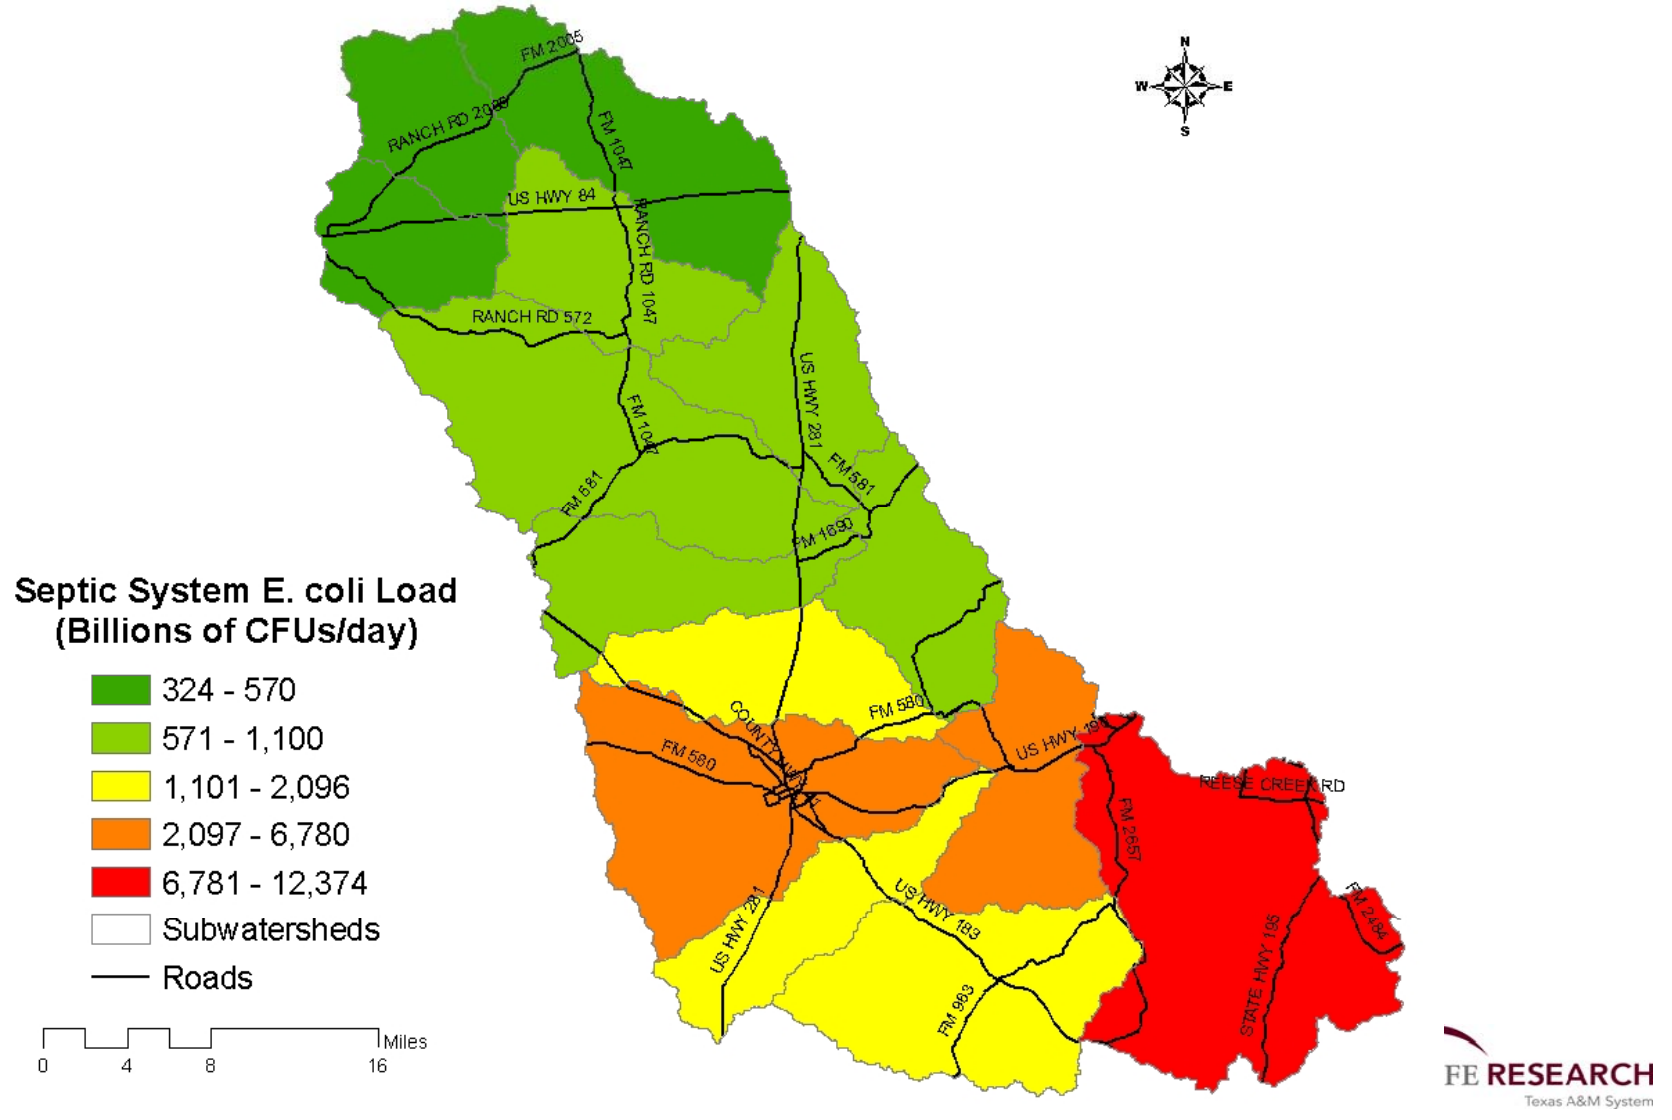 FM 2005
N
W
E
S
RANCH RD 2005
FM 1047
US HWY 84
RANCH RD 1047
RANCH RD 572
US HWY 281
FM 1047
FM 581
FM 581
FM 1690
Septic System E. coli Load
(Billions of CFUs/day)
324 - 570
571 - 1,100
1,101 - 2,096
2,097 - 6,780
6,781 - 12,374
Subwatersheds
Roads
FM 580
COUNTY
FM 580
US HWY 190
REESE CREEK RD
FM 2657
US HWY 281
US HWY 183
FM 2484
STATE HWY 195
FM 963
Miles
0 4 8 16
FE RESEARCH
Texas A&M System